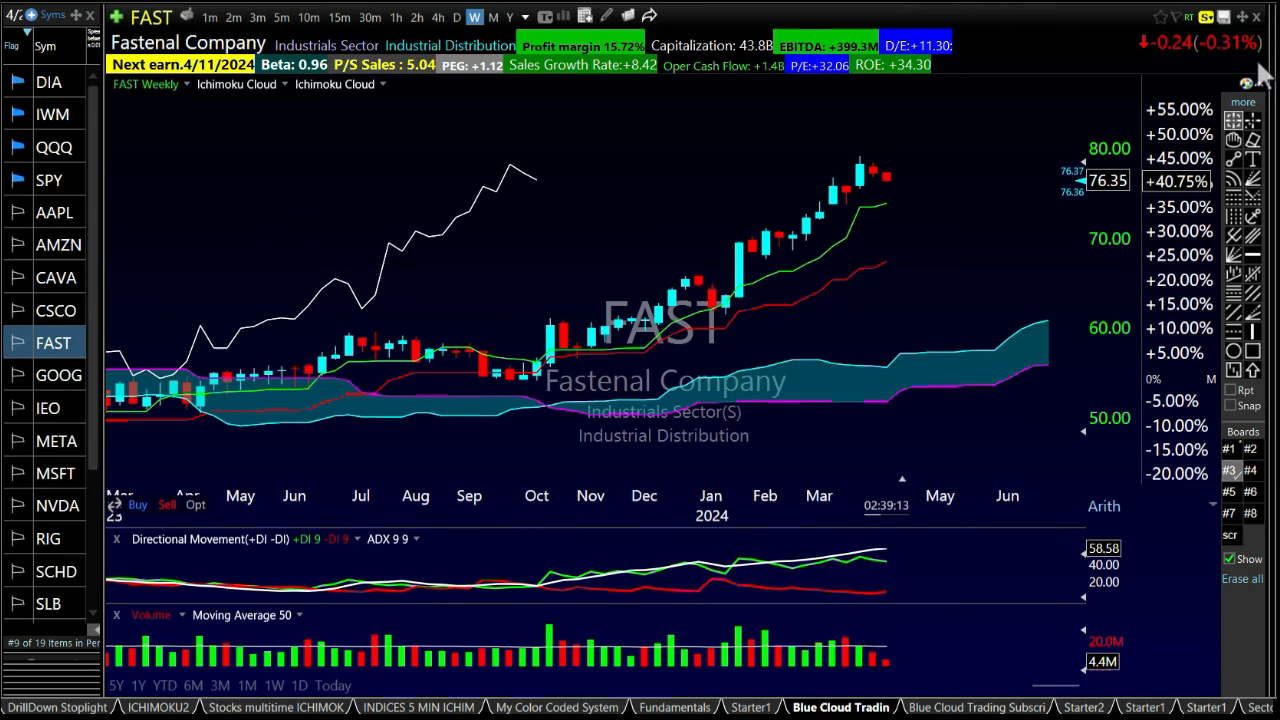 4/2 Syms
Flag Sym
DIA
IWM
QQQ
SPY
AAPL
AMZN
CAVA
CSCO
FAST
GOOG
IEO
META
MSFT
NVDA
RIG
SCHD
SLB
#9 of 19 Items in Per
FAST 1m 2m 3m 5m 10m 15m 30m 1h 2h 4h D W M Y RT S
Fastenal Company Industrials Sector Industrial Distribution Profit margin 15.72% Capitalization: 43.8B EBITDA: +399.3M D/E:+11.30: -0.24(-0.31%)
Next earn.4/11/2024 Beta: 0.96 P/S Sales : 5.04 PEG: +1.12 Sales Growth Rate:+8.42 Oper Cash Flow: +1.4B P/E:+32.06 ROE: +34.30
FAST Weekly Ichimoku Cloud Ichimoku Cloud
80.00
76.37
76.35
76.36
70.00
60.00
50.00
+55.00%
+50.00%
+45.00%
+40.75%
+35.00%
+30.00%
+25.00%
+20.00%
+15.00%
+10.00%
+5.00%
0% M
-5.00%
-10.00%
-15.00%
-20.00%
FAST
Fastenal Company
Industrials Sector(S)
Industrial Distribution
Mar Apr May Jun Jul Aug Sep Oct Nov Dec Jan Feb Mar May Jun
23 Buy Sell Opt 2024 02:39:13 Arith
X Directional Movement(+DI -DI) +DI 9 -DI 9 ADX 9 9
58.58
40.00
20.00
X Volume Moving Average 50
20.0M
4.4M
5Y 1Y YTD 6M 3M 1M 1W 1D Today
more
T
Rpt
Snap
Boards
#1 #2
#3 #4
#5 #6
#7 #8
scr
Show
Erase all
DrillDown Stoplight ICHIMOKU2 Stocks multitime ICHIMOK INDICES 5 MIN ICHIM My Color Coded System Fundamentals Starter1 Blue Cloud Tradin Blue Cloud Trading Subscri Starter2 Starter1 Starter1 Secto